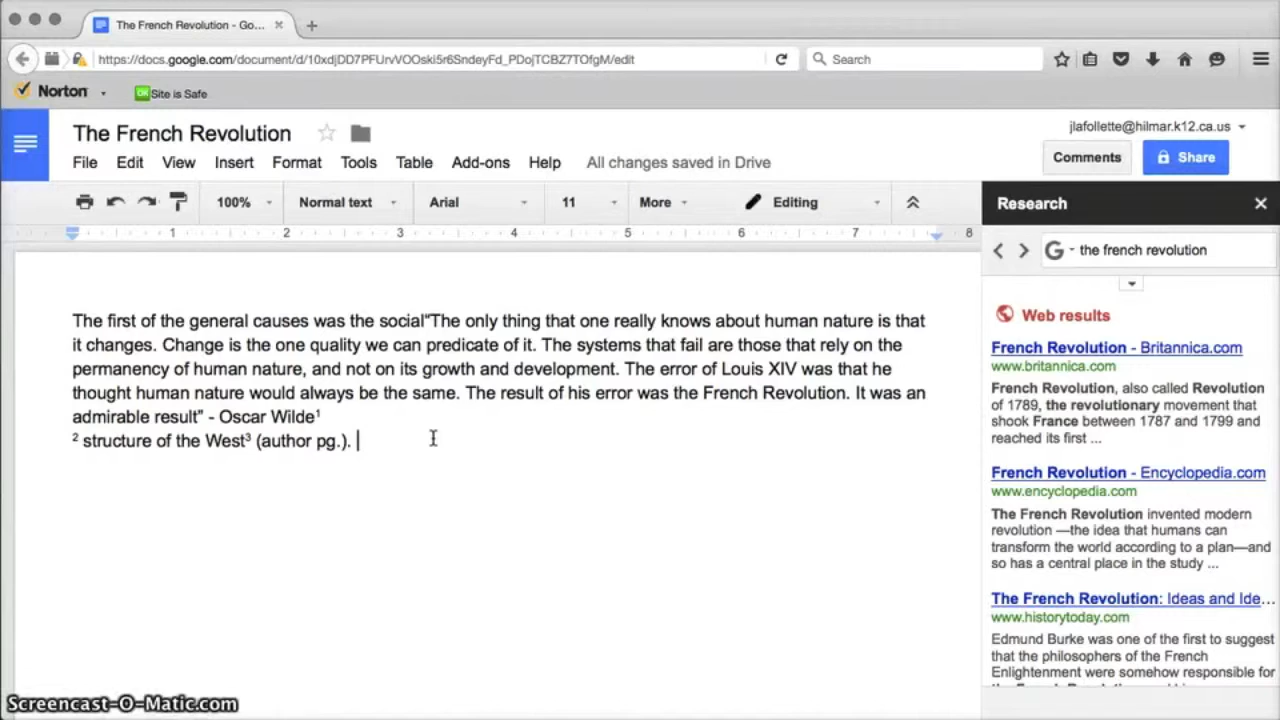 The French Revolution - Go...
https://docs.google.com/document/d/10xdjDD7PFUrvVOOski5r6SndeyFd_PDojTCBZ7TOfgM/edit
Search
Norton
OK Site is Safe
The French Revolution
jlafollette@hilmar.k12.ca.us
File Edit View Insert Format Tools Table Add-ons Help All changes saved in Drive
Comments Share
100% Normal text Arial 11 More Editing
Research
1 2 3 4 5 6 7 8
G the french revolution
The first of the general causes was the social“The only thing that one really knows about human nature is that
it changes. Change is the one quality we can predicate of it. The systems that fail are those that rely on the
permanency of human nature, and not on its growth and development. The error of Louis XIV was that he
thought human nature would always be the same. The result of his error was the French Revolution. It was an
admirable result” - Oscar Wilde¹
² structure of the West³ (author pg.).
Web results
French Revolution - Britannica.com
www.britannica.com
French Revolution, also called Revolution
of 1789, the revolutionary movement that
shook France between 1787 and 1799 and
reached its first ...
French Revolution - Encyclopedia.com
www.encyclopedia.com
The French Revolution invented modern
revolution —the idea that humans can
transform the world according to a plan—and
so has a central place in the study ...
The French Revolution: Ideas and Ide...
www.historytoday.com
Edmund Burke was one of the first to suggest
that the philosophers of the French
Enlightenment were somehow responsible for
Screencast-O-Matic.com